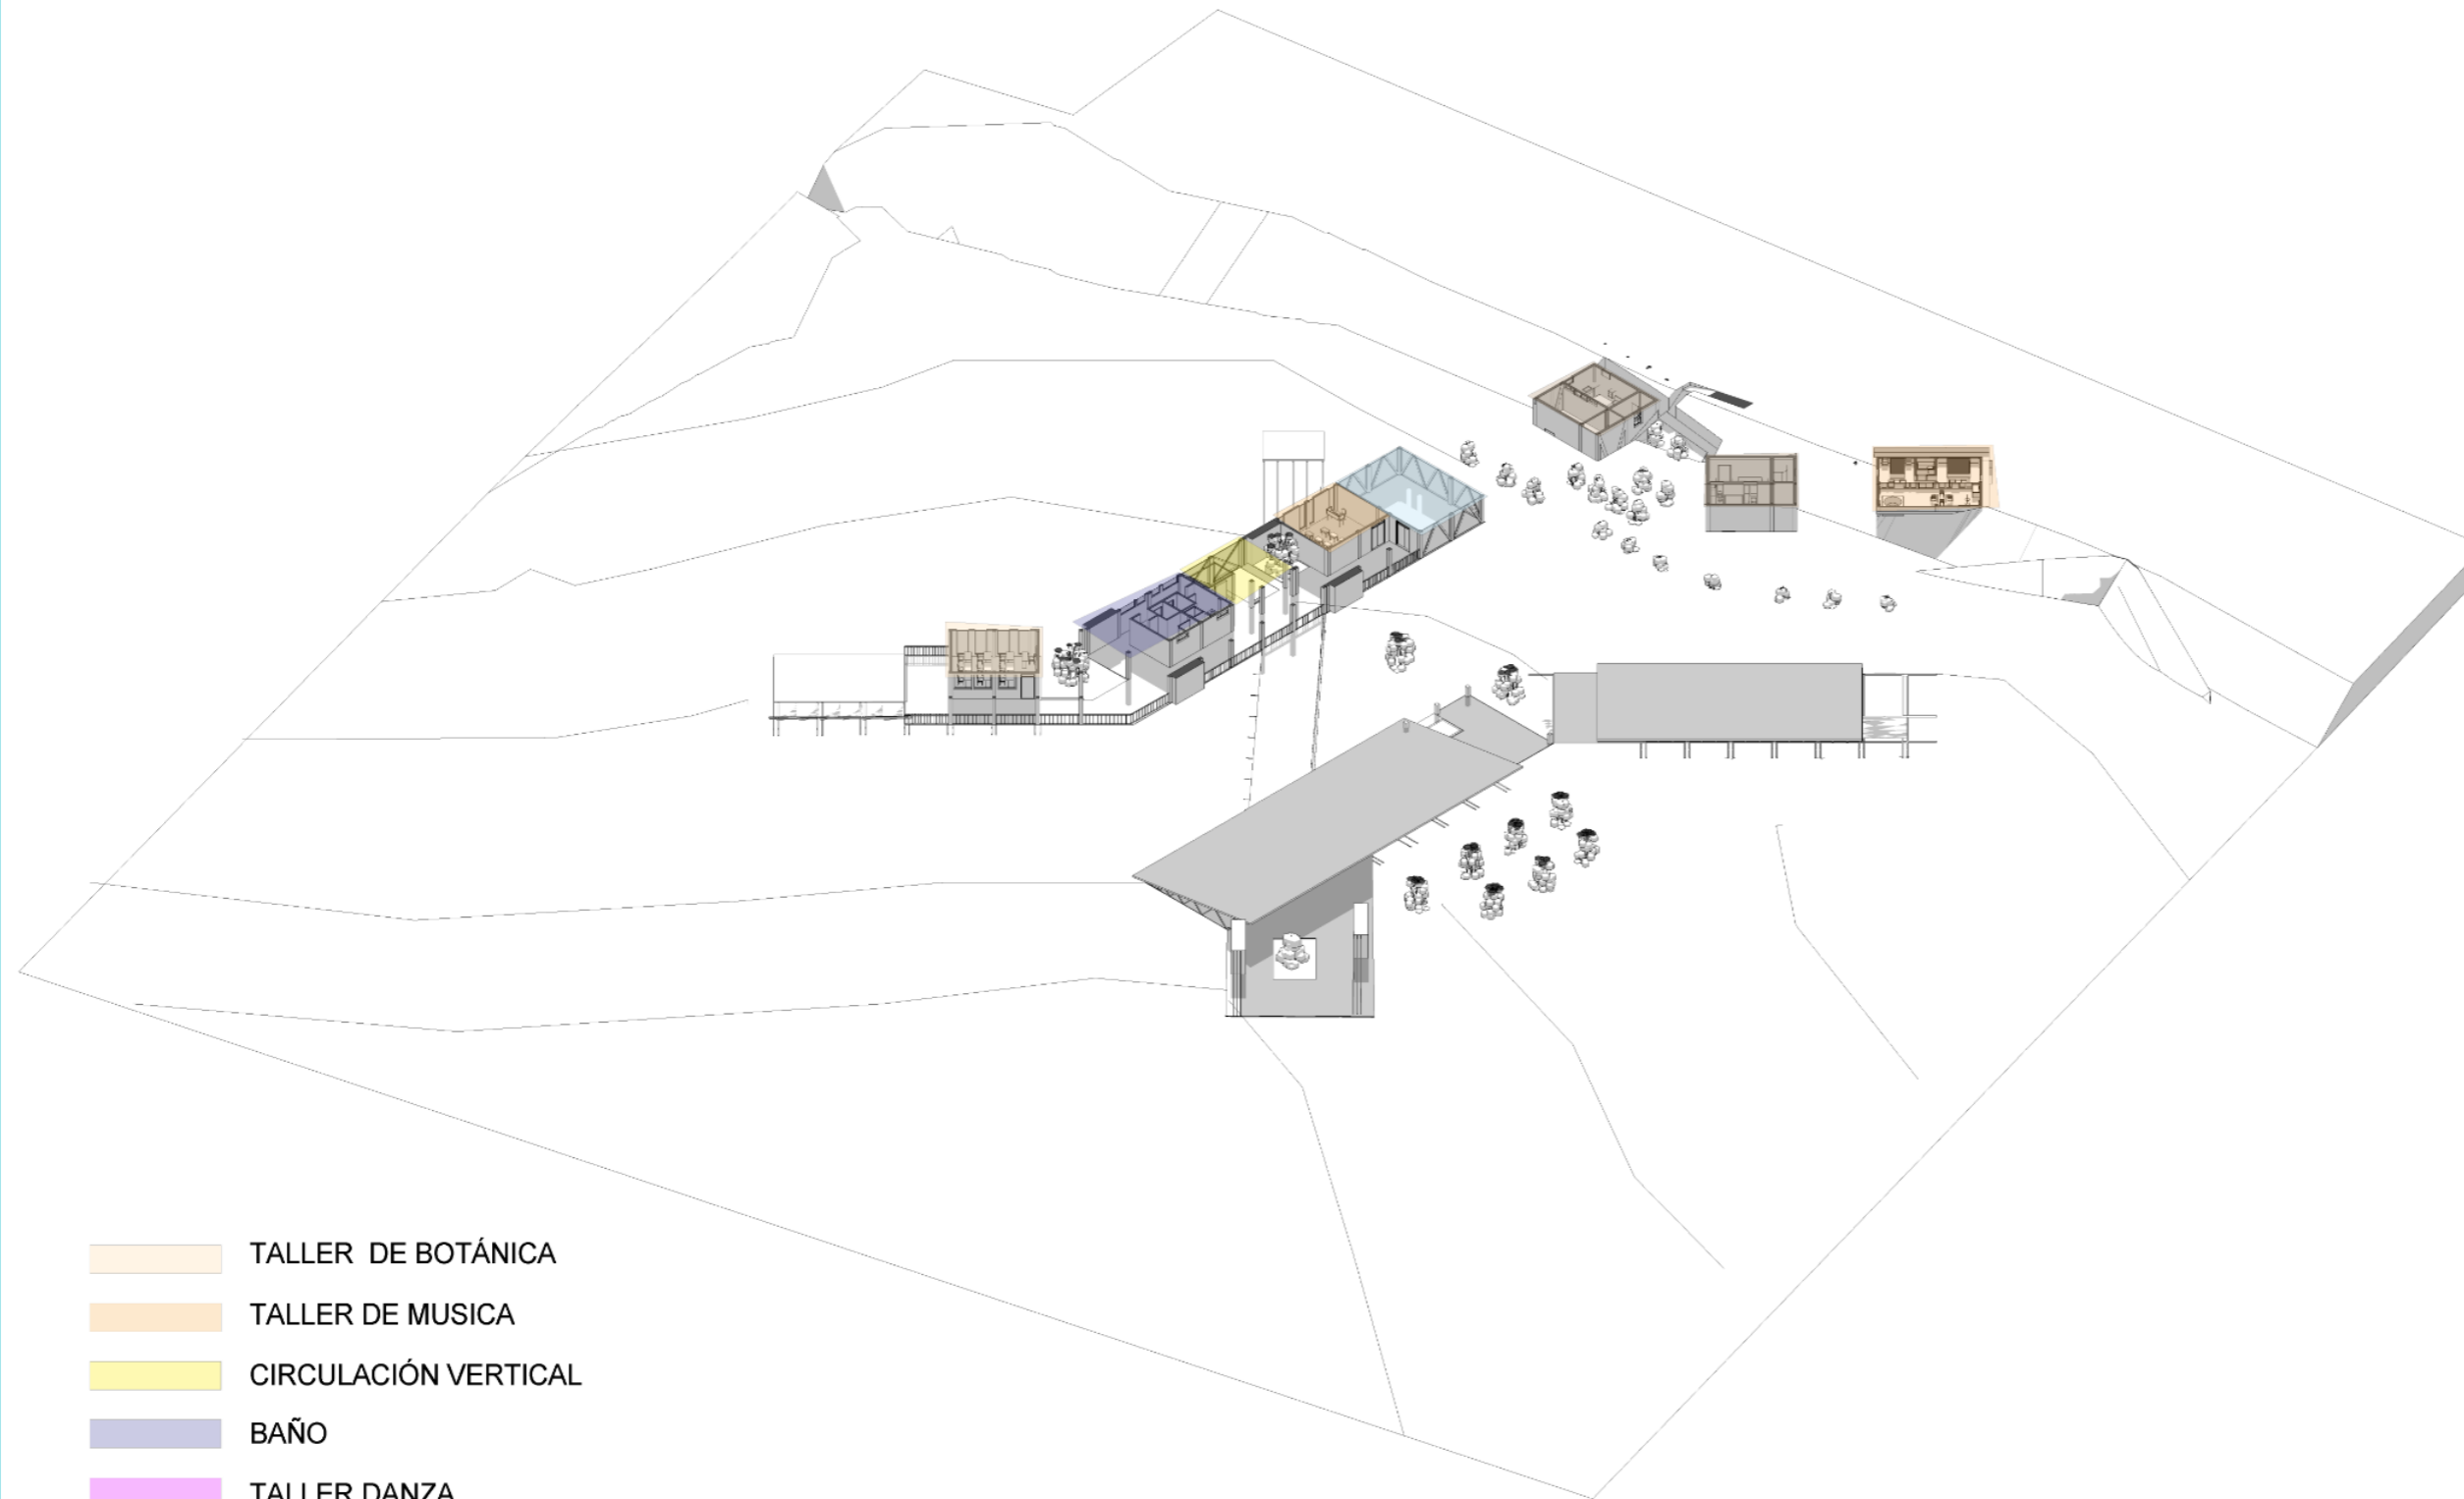 TALLER DE BOTÁNICA
TALLER DE MUSICA
CIRCULACIÓN VERTICAL
BAÑO
TALLER DANZA